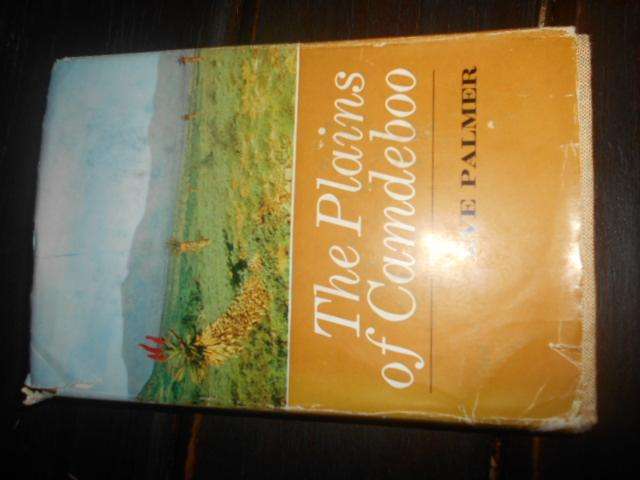 The Plains
of Camdeboo
E PALMER